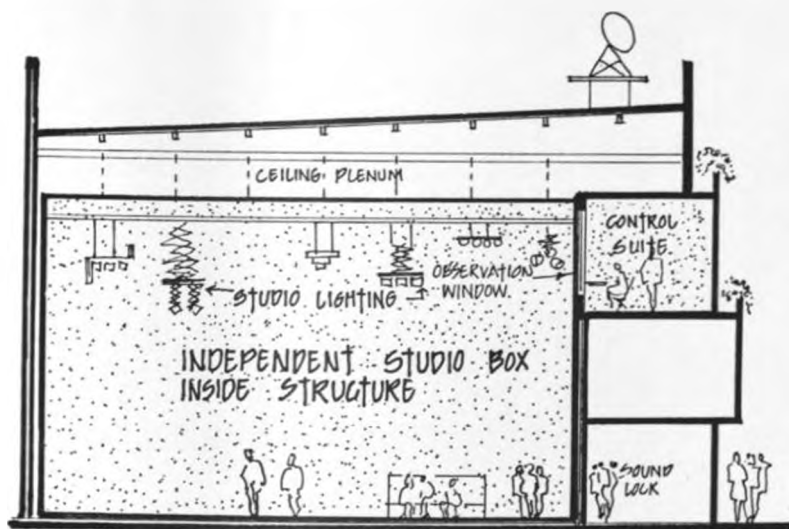 CEILING PLENUM
CONTROL
SUITE
OBSERVATION
WINDOW
STUDIO LIGHTING
INDEPENDENT STUDIO BOX
INSIDE STRUCTURE
SOUND
LOCK